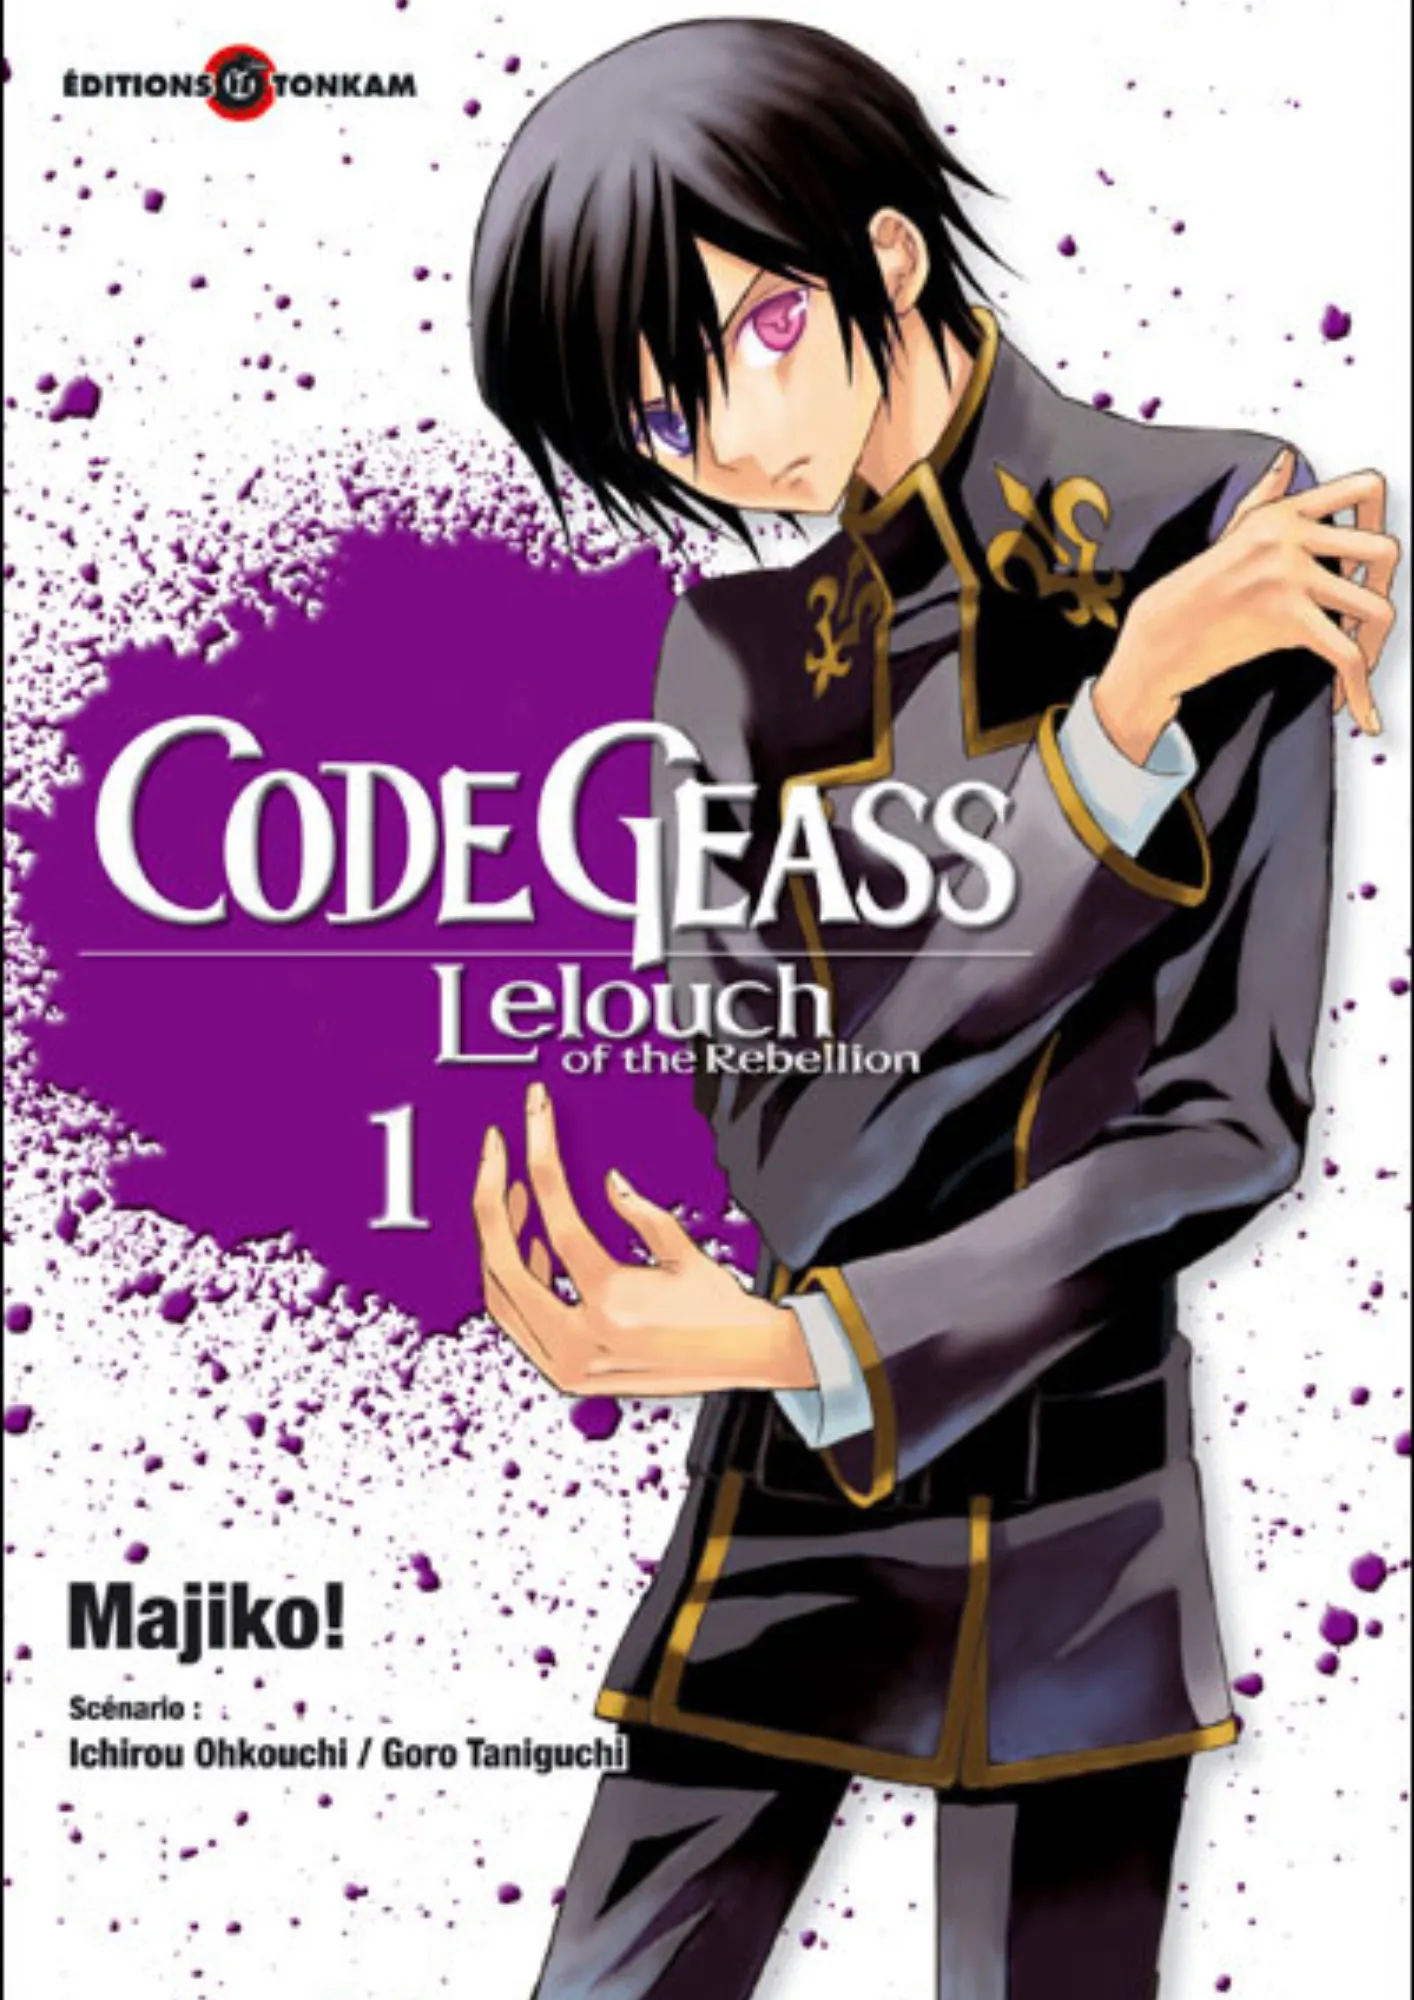 ÉDITIONS TONKAM
CODE GEASS
Lelouch
of the Rebellion
1
Majiko!
Scénario :
Ichirou Ohkouchi / Goro Taniguchi